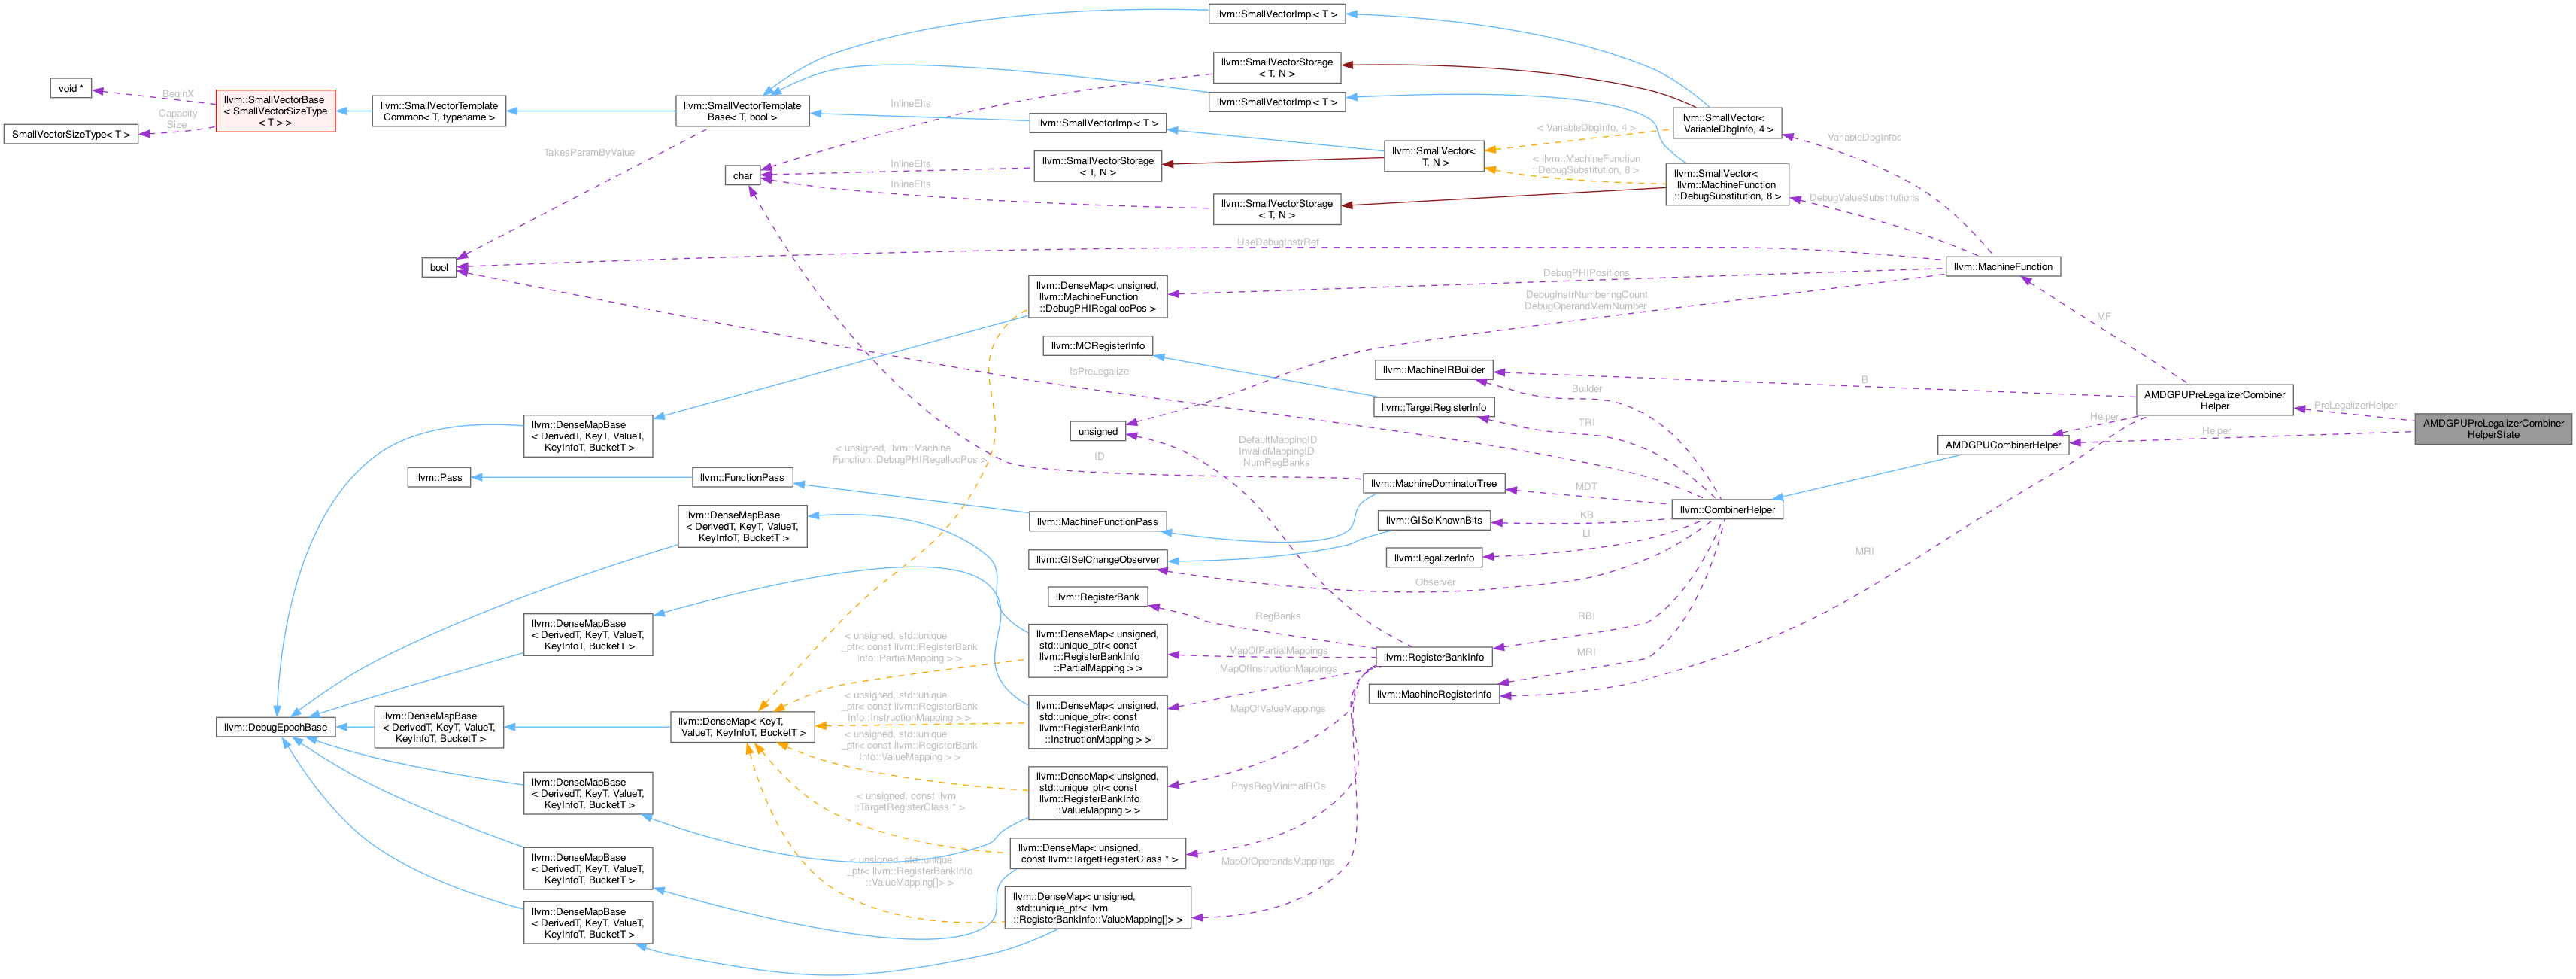 llvm::SmallVectorImpl< T >
llvm::SmallVectorStorage
< T, N >
void *
BeginX
llvm::SmallVectorBase
< SmallVectorSizeType
< T > >
Capacity
Size
SmallVectorSizeType< T >
llvm::SmallVectorTemplate
Common< T, typename >
llvm::SmallVectorTemplate
Base< T, bool >
InlineElts
llvm::SmallVectorImpl< T >
llvm::SmallVectorImpl< T >
llvm::SmallVector<
VariableDbgInfo, 4 >
< VariableDbgInfo, 4 >
VariableDbgInfos
TakesParamByValue
char
InlineElts
llvm::SmallVectorStorage
< T, N >
llvm::SmallVector<
T, N >
< llvm::MachineFunction
::DebugSubstitution, 8 >
llvm::SmallVector<
llvm::MachineFunction
::DebugSubstitution, 8 >
InlineElts
llvm::SmallVectorStorage
< T, N >
DebugValueSubstitutions
bool
UseDebugInstrRef
llvm::MachineFunction
llvm::DenseMap< unsigned,
llvm::MachineFunction
::DebugPHIRegallocPos >
DebugPHIPositions
DebugInstrNumberingCount
DebugOperandMemNumber
MF
llvm::MCRegisterInfo
IsPreLegalize
llvm::MachineIRBuilder
Builder
B
llvm::TargetRegisterInfo
TRI
AMDGPUPreLegalizerCombiner
Helper
PreLegalizerHelper
AMDGPUPreLegalizerCombiner
HelperState
Helper
Helper
AMDGPUCombinerHelper
unsigned
llvm::DenseMapBase
< DerivedT, KeyT, ValueT,
KeyInfoT, BucketT >
< unsigned, llvm::Machine
Function::DebugPHIRegallocPos >
ID
DefaultMappingID
InvalidMappingID
NumRegBanks
llvm::Pass
llvm::FunctionPass
llvm::MachineDominatorTree
MDT
llvm::CombinerHelper
llvm::DenseMapBase
< DerivedT, KeyT, ValueT,
KeyInfoT, BucketT >
llvm::MachineFunctionPass
llvm::GISelKnownBits
KB
LI
llvm::GISelChangeObserver
llvm::LegalizerInfo
Observer
MRI
llvm::RegisterBank
RegBanks
RBI
llvm::DenseMapBase
< DerivedT, KeyT, ValueT,
KeyInfoT, BucketT >
< unsigned, std::unique
_ptr< const llvm::RegisterBank
Info::PartialMapping > >
llvm::DenseMap< unsigned,
std::unique_ptr< const
llvm::RegisterBankInfo
::PartialMapping > >
MapOfPartialMappings
MapOfInstructionMappings
llvm::RegisterBankInfo
MRI
llvm::MachineRegisterInfo
llvm::DebugEpochBase
llvm::DenseMapBase
< DerivedT, KeyT, ValueT,
KeyInfoT, BucketT >
llvm::DenseMap< KeyT,
ValueT, KeyInfoT, BucketT >
< unsigned, std::unique
_ptr< const llvm::RegisterBank
Info::InstructionMapping > >
< unsigned, std::unique
_ptr< const llvm::RegisterBank
Info::ValueMapping > >
llvm::DenseMap< unsigned,
std::unique_ptr< const
llvm::RegisterBankInfo
::InstructionMapping > >
MapOfValueMappings
llvm::DenseMapBase
< DerivedT, KeyT, ValueT,
KeyInfoT, BucketT >
< unsigned, const llvm
::TargetRegisterClass * >
llvm::DenseMap< unsigned,
std::unique_ptr< const
llvm::RegisterBankInfo
::ValueMapping > >
PhysRegMinimalRCs
llvm::DenseMapBase
< DerivedT, KeyT, ValueT,
KeyInfoT, BucketT >
< unsigned, std::unique
_ptr< llvm::RegisterBankInfo
::ValueMapping[]> >
llvm::DenseMap< unsigned,
const llvm::TargetRegisterClass * >
MapOfOperandsMappings
llvm::DenseMapBase
< DerivedT, KeyT, ValueT,
KeyInfoT, BucketT >
llvm::DenseMap< unsigned,
std::unique_ptr< llvm
::RegisterBankInfo::ValueMapping[]> >